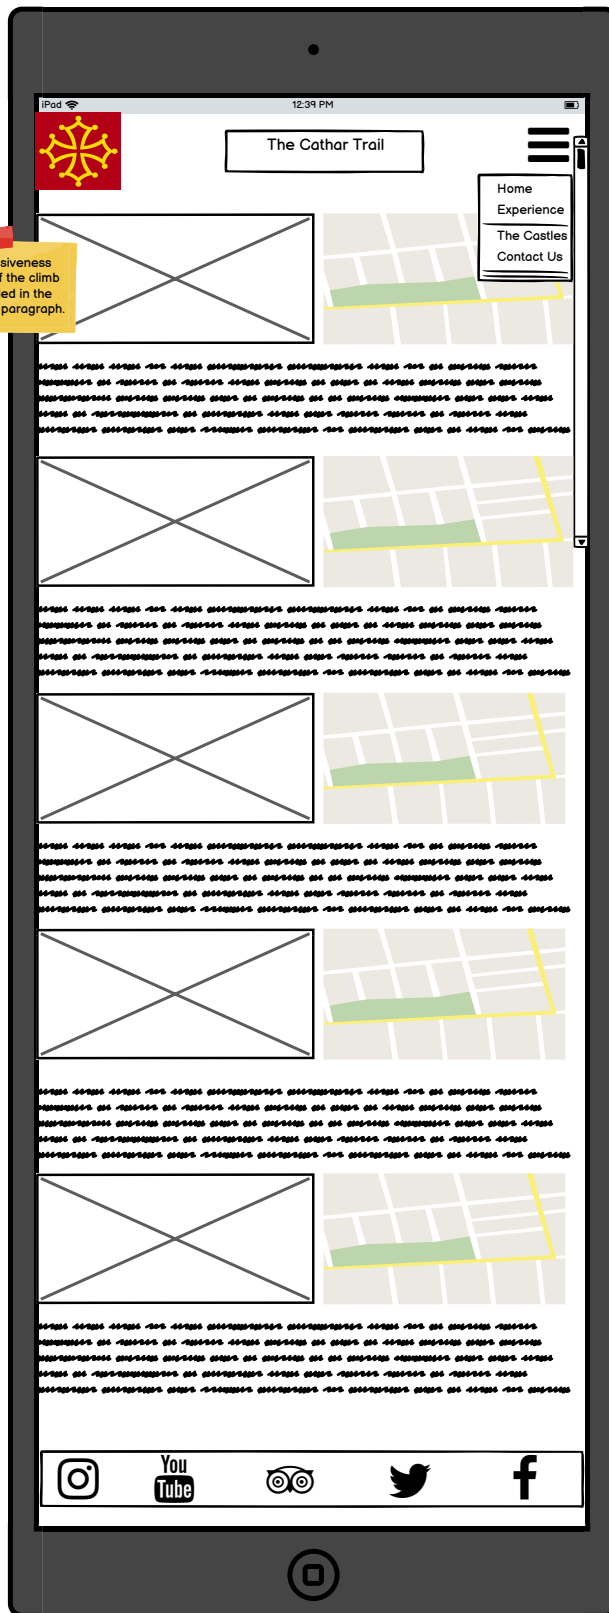 iPad
12:39 PM
The Cathar Trail
Home
Experience
The Castles
Contact Us
siveness
f the climb
ed in the
paragraph.
You
Tube